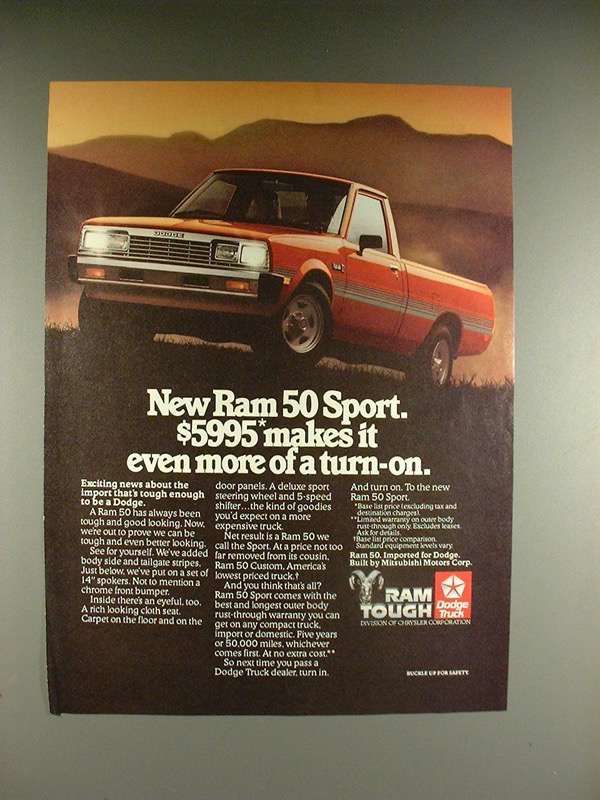 DODGE
New Ram 50 Sport.
$5995* makes it
even more of a turn-on.
Exciting news about the
import that's tough enough
to be a Dodge.
A Ram 50 has always been
tough and good looking. Now,
we're out to prove we can be
tough and even better looking.
See for yourself. We've added
body side and tailgate stripes.
Just below, we've put on a set of
14" spokers. Not to mention a
chrome front bumper.
Inside there's an eyeful, too.
A rich looking cloth seat.
Carpet on the floor and on the
door panels. A deluxe sport
steering wheel and 5-speed
shifter...the kind of goodies
you'd expect on a more
expensive truck.
Net result is a Ram 50 we
call the Sport. At a price not too
far removed from its cousin,
Ram 50 Custom, America's
lowest priced truck.†
And you think that's all?
Ram 50 Sport comes with the
best and longest outer body
rust-through warranty you can
get on any compact truck,
import or domestic. Five years
or 50,000 miles, whichever
comes first. At no extra cost.**
So next time you pass a
Dodge Truck dealer, turn in.
And turn on. To the new
Ram 50 Sport.
*Base list price (excluding tax and
destination charges).
**Limited warranty on outer body
rust-through only. Excludes leases.
Ask for details.
†Base list price comparison.
Standard equipment levels vary.
Ram 50. Imported for Dodge.
Built by Mitsubishi Motors Corp.
RAM
TOUGH
Dodge
Truck
DIVISION OF CHRYSLER CORPORATION
BUCKLE UP FOR SAFETY.